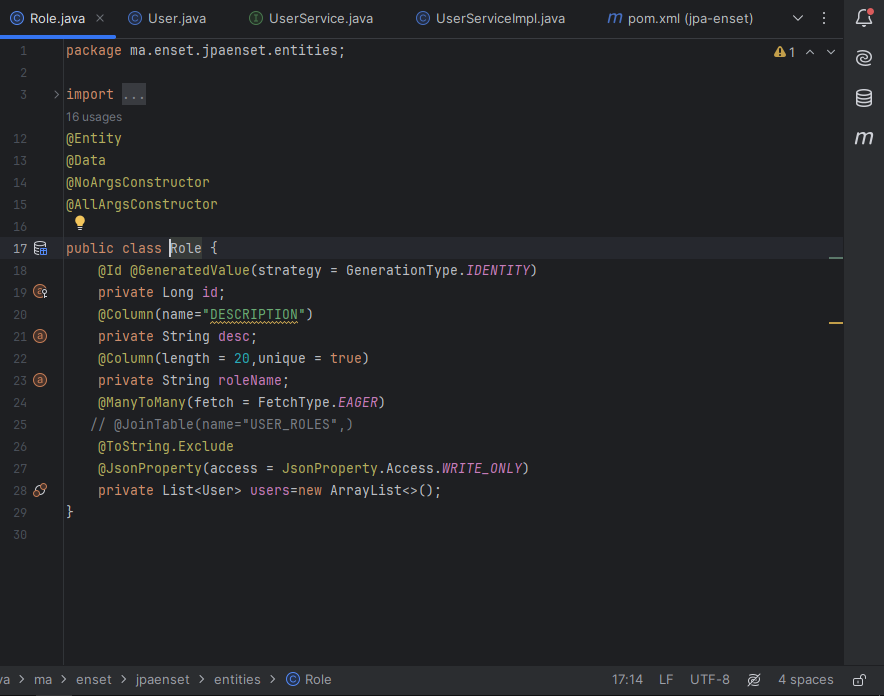 Role.java User.java UserService.java UserServiceImpl.java m pom.xml (jpa-enset)
1 package ma.enset.jpaenset.entities; 1
2
3 import ...
16 usages
12 @Entity
13 @Data
14 @NoArgsConstructor
15 @AllArgsConstructor
16
17 public class Role {
18 @Id @GeneratedValue(strategy = GenerationType.IDENTITY)
19 private Long id;
20 @Column(name="DESCRIPTION")
21 private String desc;
22 @Column(length = 20,unique = true)
23 private String roleName;
24 @ManyToMany(fetch = FetchType.EAGER)
25 // @JoinTable(name="USER_ROLES",)
26 @ToString.Exclude
27 @JsonProperty(access = JsonProperty.Access.WRITE_ONLY)
28 private List<User> users=new ArrayList<>();
29 }
30
va > ma > enset > jpaenset > entities > Role 17:14 LF UTF-8 4 spaces